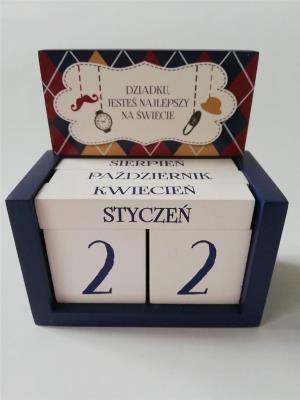 DZIADKU,
JESTEŚ NAJLEPSZY
NA ŚWIECIE
SIERPIEŃ
PAŹDZIERNIK
KWIECIEŃ
STYCZEŃ
2 2